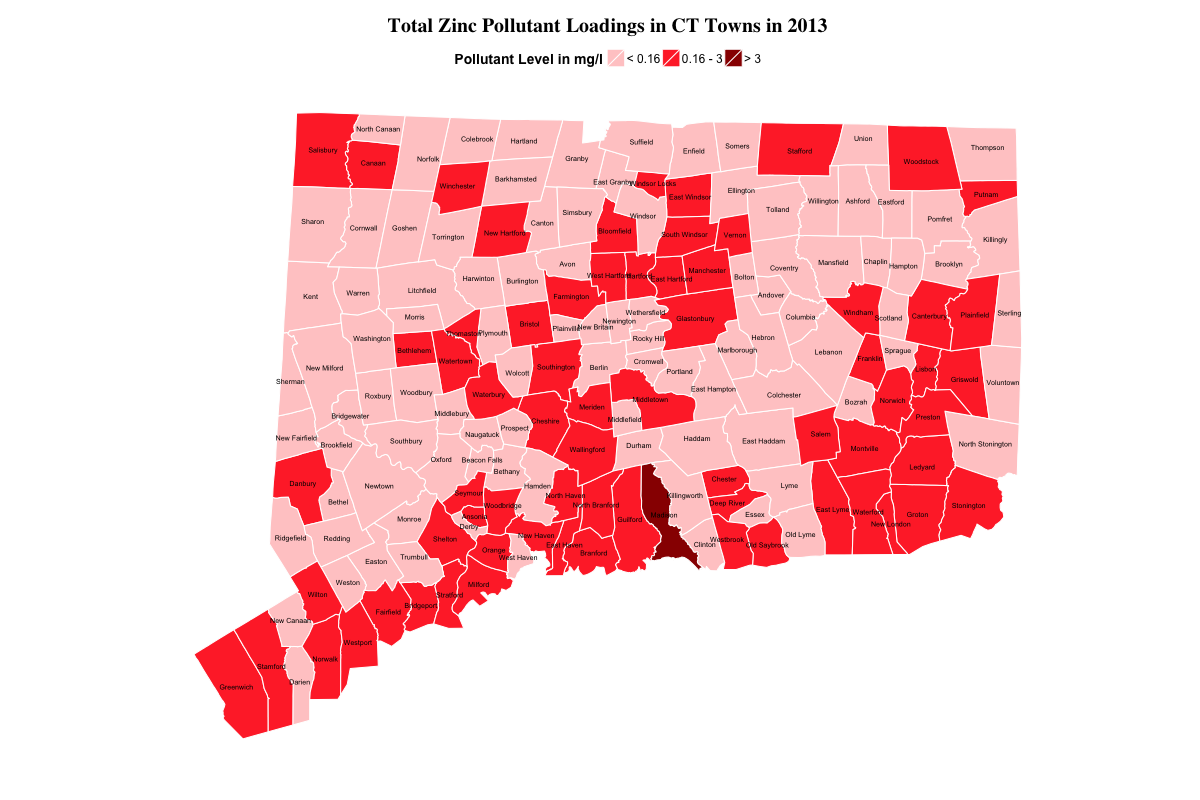 Total Zinc Pollutant Loadings in CT Towns in 2013
Pollutant Level in mg/l < 0.16 0.16 - 3 > 3
North Canaan
Colebrook
Hartland
Suffield
Union
Salisbury
Canaan
Norfolk
Granby
Enfield
Somers
Stafford
Woodstock
Thompson
Winchester
Barkhamsted
East Granby
Windsor Locks
East Windsor
Ellington
Putnam
Sharon
Cornwall
Goshen
Torrington
New Hartford
Canton
Simsbury
Bloomfield
Windsor
South Windsor
Vernon
Tolland
Willington
Ashford
Eastford
Pomfret
Killingly
Kent
Warren
Litchfield
Harwinton
Burlington
Avon
West Hartford
Hartford
East Hartford
Manchester
Bolton
Coventry
Mansfield
Chaplin
Hampton
Brooklyn
Farmington
Andover
Morris
Washington
Bethlehem
Thomaston
Plymouth
Bristol
Plainville
New Britain
Newington
Wethersfield
Glastonbury
Rocky Hill
Columbia
Windham
Scotland
Canterbury
Plainfield
Sterling
New Milford
Watertown
Wolcott
Southington
Berlin
Cromwell
Portland
Marlborough
Hebron
Lebanon
Franklin
Sprague
Lisbon
Griswold
Voluntown
Sherman
Roxbury
Woodbury
Waterbury
Meriden
Middletown
East Hampton
Colchester
Bozrah
Norwich
Preston
Bridgewater
Middlebury
Cheshire
Middlefield
New Fairfield
Brookfield
Southbury
Naugatuck
Prospect
Wallingford
Durham
Haddam
East Haddam
Salem
Montville
North Stonington
Oxford
Beacon Falls
Bethany
Ledyard
Danbury
Bethel
Newtown
Seymour
Woodbridge
Hamden
North Haven
North Branford
Guilford
Madison
Killingworth
Chester
Deep River
Essex
Lyme
East Lyme
Waterford
New London
Groton
Stonington
Ridgefield
Redding
Monroe
Ansonia
Derby
Shelton
Orange
New Haven
West Haven
East Haven
Branford
Clinton
Westbrook
Old Saybrook
Old Lyme
Easton
Trumbull
Weston
Wilton
Fairfield
Bridgeport
Stratford
Milford
New Canaan
Westport
Norwalk
Stamford
Darien
Greenwich